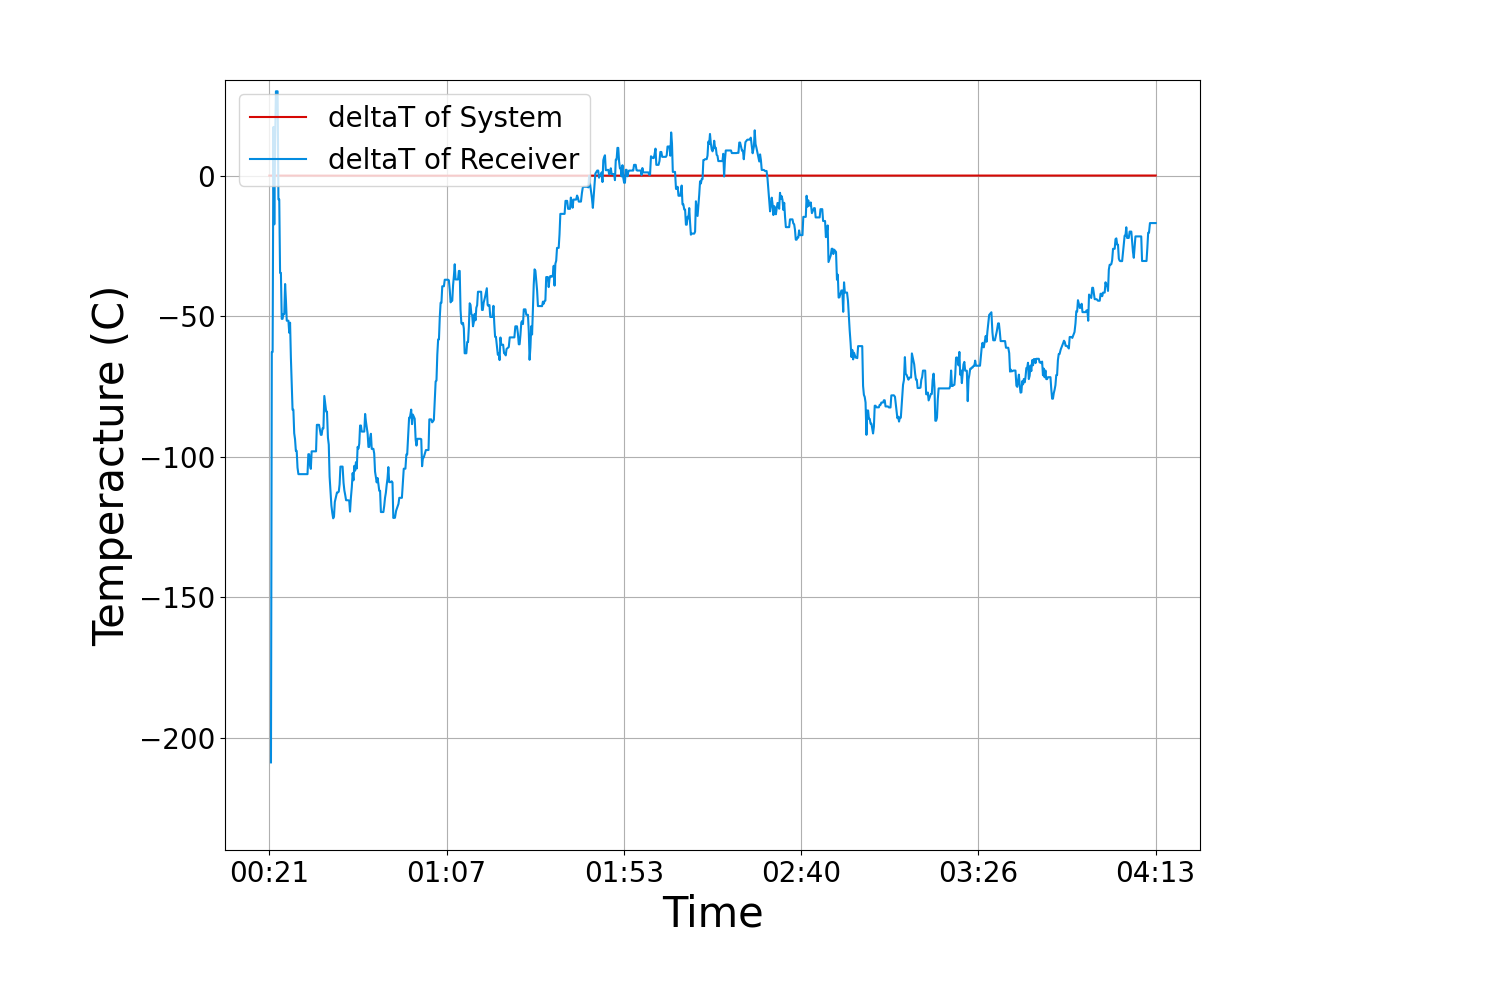 deltaT of System
deltaT of Receiver
0
−50
−100
−150
−200
Temperacture (C)
00:21 01:07 01:53 02:40 03:26 04:13
Time